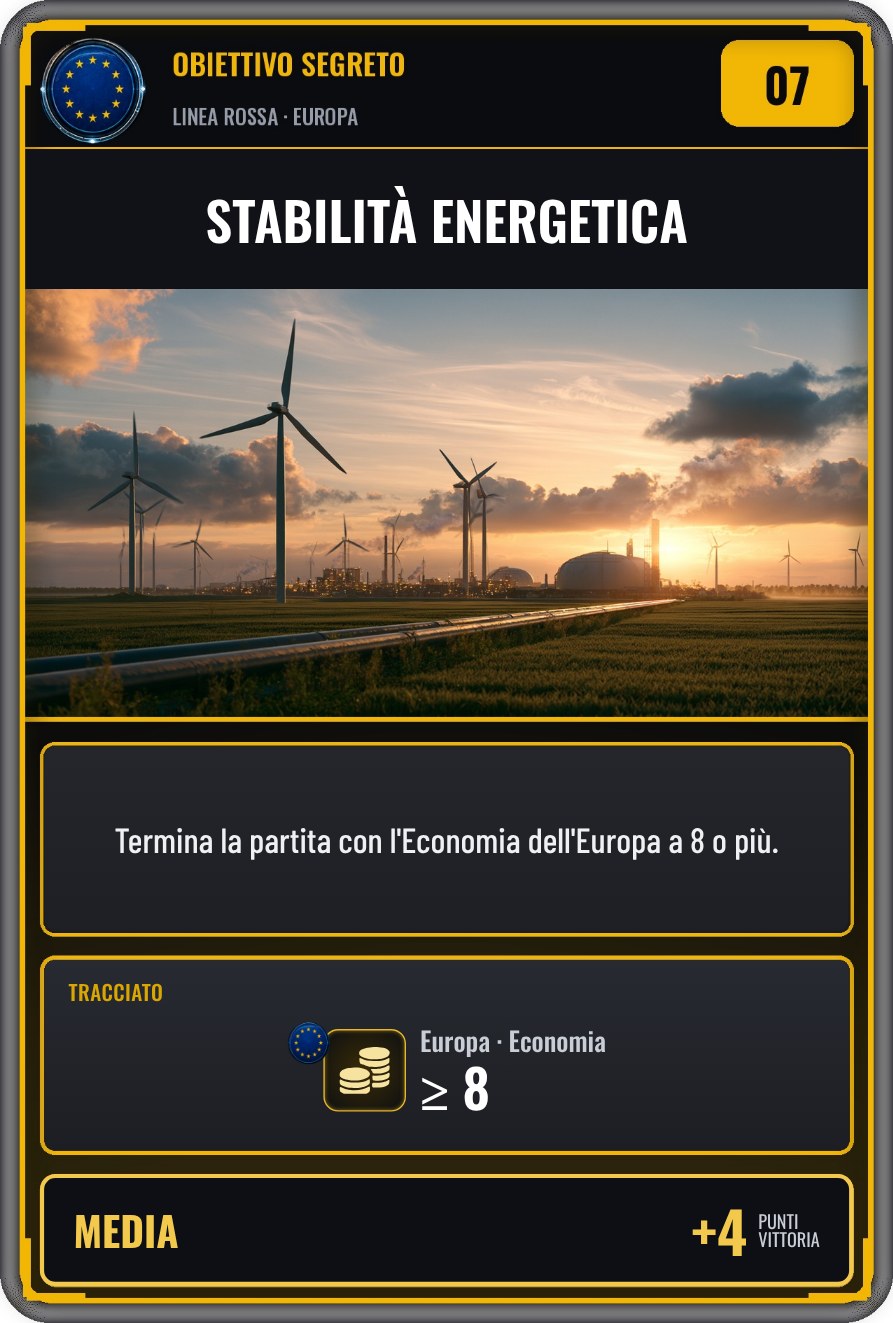 OBIETTIVO SEGRETO
LINEA ROSSA · EUROPA
07
STABILITÀ ENERGETICA
Termina la partita con l'Economia dell'Europa a 8 o più.
TRACCIATO
Europa · Economia
≥ 8
MEDIA
+4 PUNTI
VITTORIA